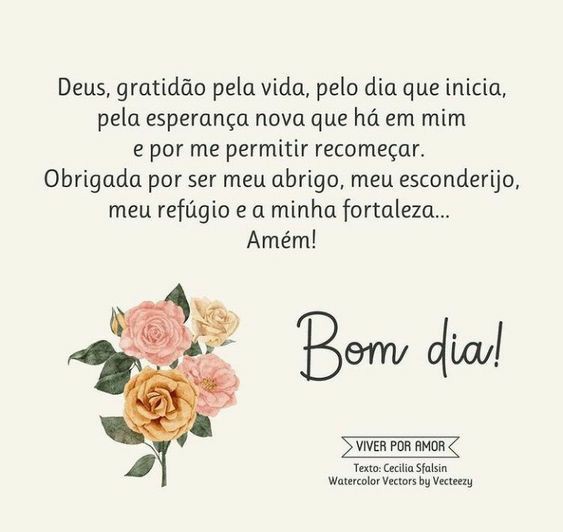 Deus, gratidão pela vida, pelo dia que inicia,
pela esperança nova que há em mim
e por me permitir recomeçar.
Obrigada por ser meu abrigo, meu esconderijo,
meu refúgio e a minha fortaleza...
Amém!
Bom dia!
VIVER POR AMOR
Texto: Cecilia Sfalsin
Watercolor Vectors by Vecteezy